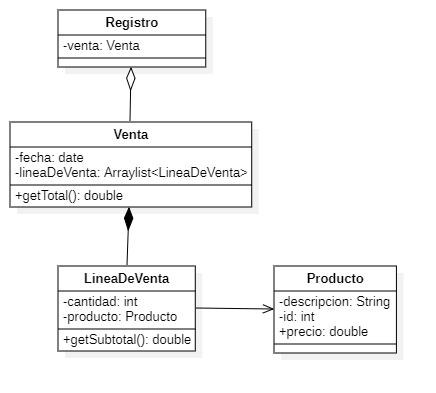 Registro
-venta: Venta
Venta
-fecha: date
-lineaDeVenta: Arraylist<LineaDeVenta>
+getTotal(): double
LineaDeVenta
-cantidad: int
-producto: Producto
+getSubtotal(): double
Producto
-descripcion: String
-id: int
+precio: double